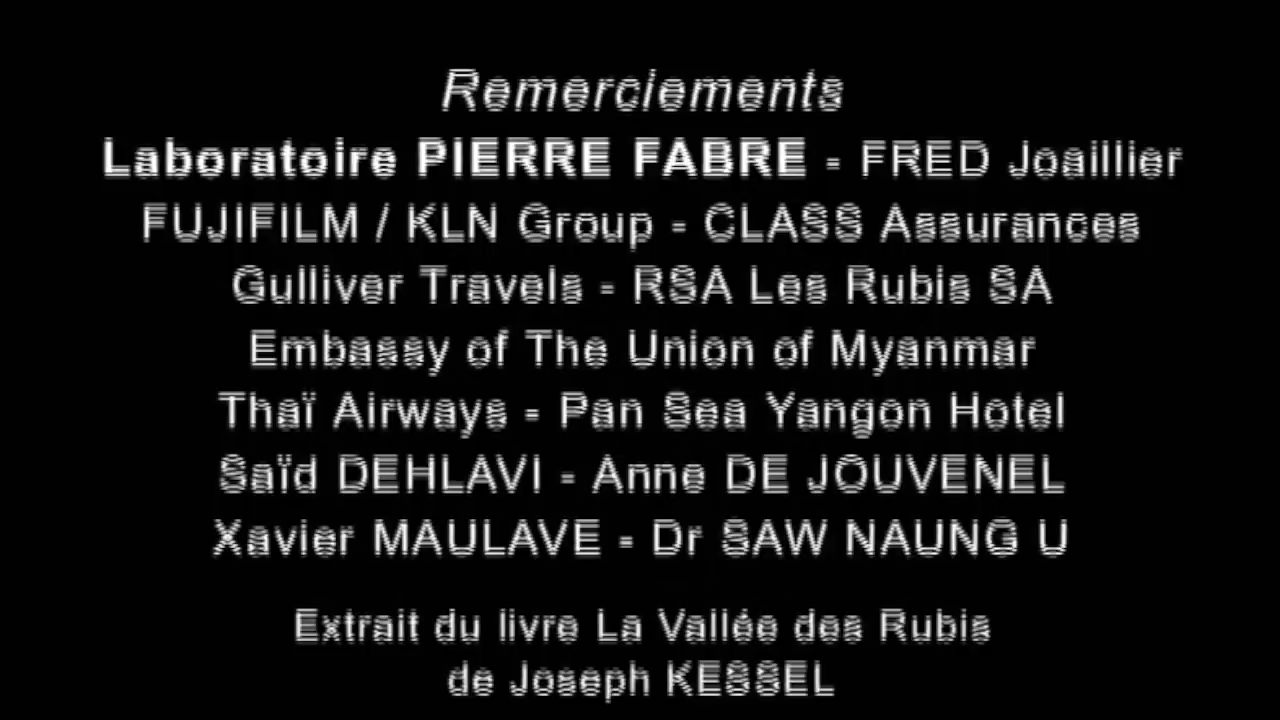 Remerciements
Laboratoire PIERRE FABRE - FRED Joaillier
FUJIFILM / KLN Group - CLASS Assurances
Gulliver Travels - RSA Les Rubis SA
Embassy of The Union of Myanmar
Thaï Airways - Pan Sea Yangon Hotel
Saïd DEHLAVI - Anne DE JOUVENEL
Xavier MAULAVE - Dr SAW NAUNG U
Extrait du livre La Vallée des Rubis
de Joseph KESSEL